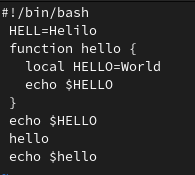 #!/bin/bash
HELL=Helilo
function hello {
local HELLO=World
echo $HELLO
}
echo $HELLO
hello
echo $hello